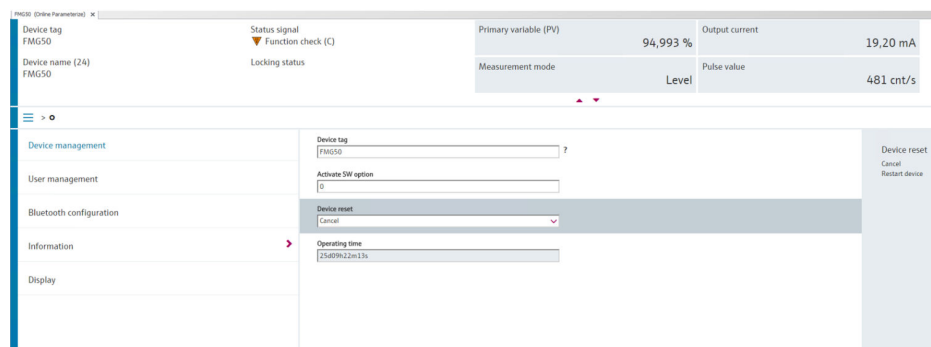 FMG50 (Online Parameterize) ×
Device tag
FMG50
Status signal
Function check (C)
Primary variable (PV)
94,993 %
Output current
19,20 mA
Device name (24)
FMG50
Locking status
Measurement mode
Level
Pulse value
481 cnt/s
>
Device management
User management
Bluetooth configuration
Information
Display
Device tag
FMG50
?
Activate SW option
0
Device reset
Cancel
Operating time
25d09h22m13s
Device reset
Cancel
Restart device